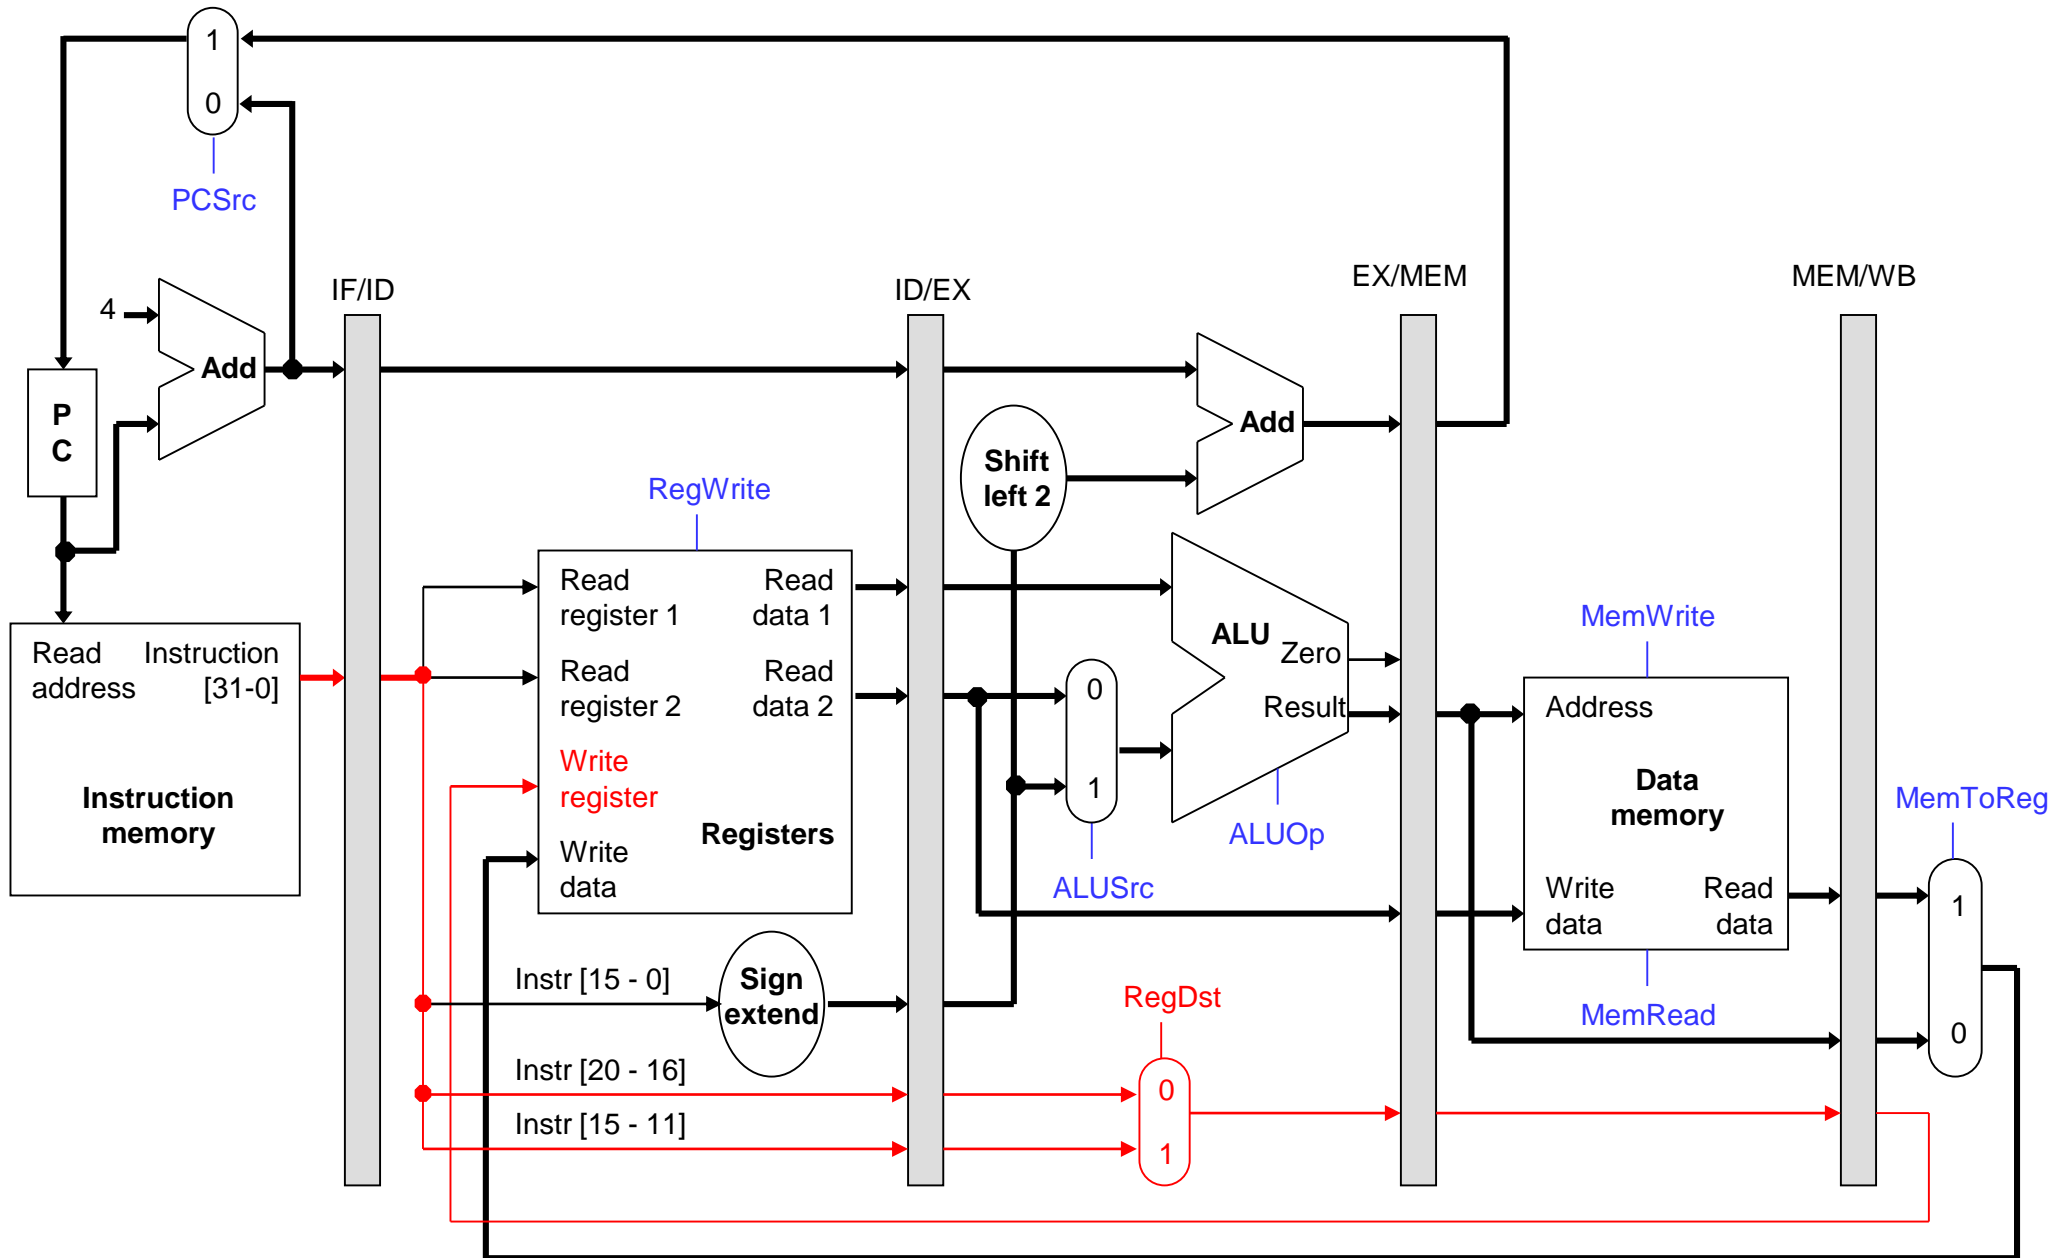 1
0
PCSrc
4
Add
P
C
IF/ID
ID/EX
EX/MEM
MEM/WB
Shift
left 2
Add
RegWrite
Read
address
Instruction
[31-0]
Instruction
memory
Read
register 1
Read
data 1
Read
register 2
Read
data 2
Write
register
Write
data
Registers
0
1
ALUSrc
ALU
Zero
Result
ALUOp
MemWrite
Address
Data
memory
Write
data
Read
data
MemRead
MemToReg
1
0
Instr [15 - 0]
Sign
extend
Instr [20 - 16]
Instr [15 - 11]
RegDst
0
1